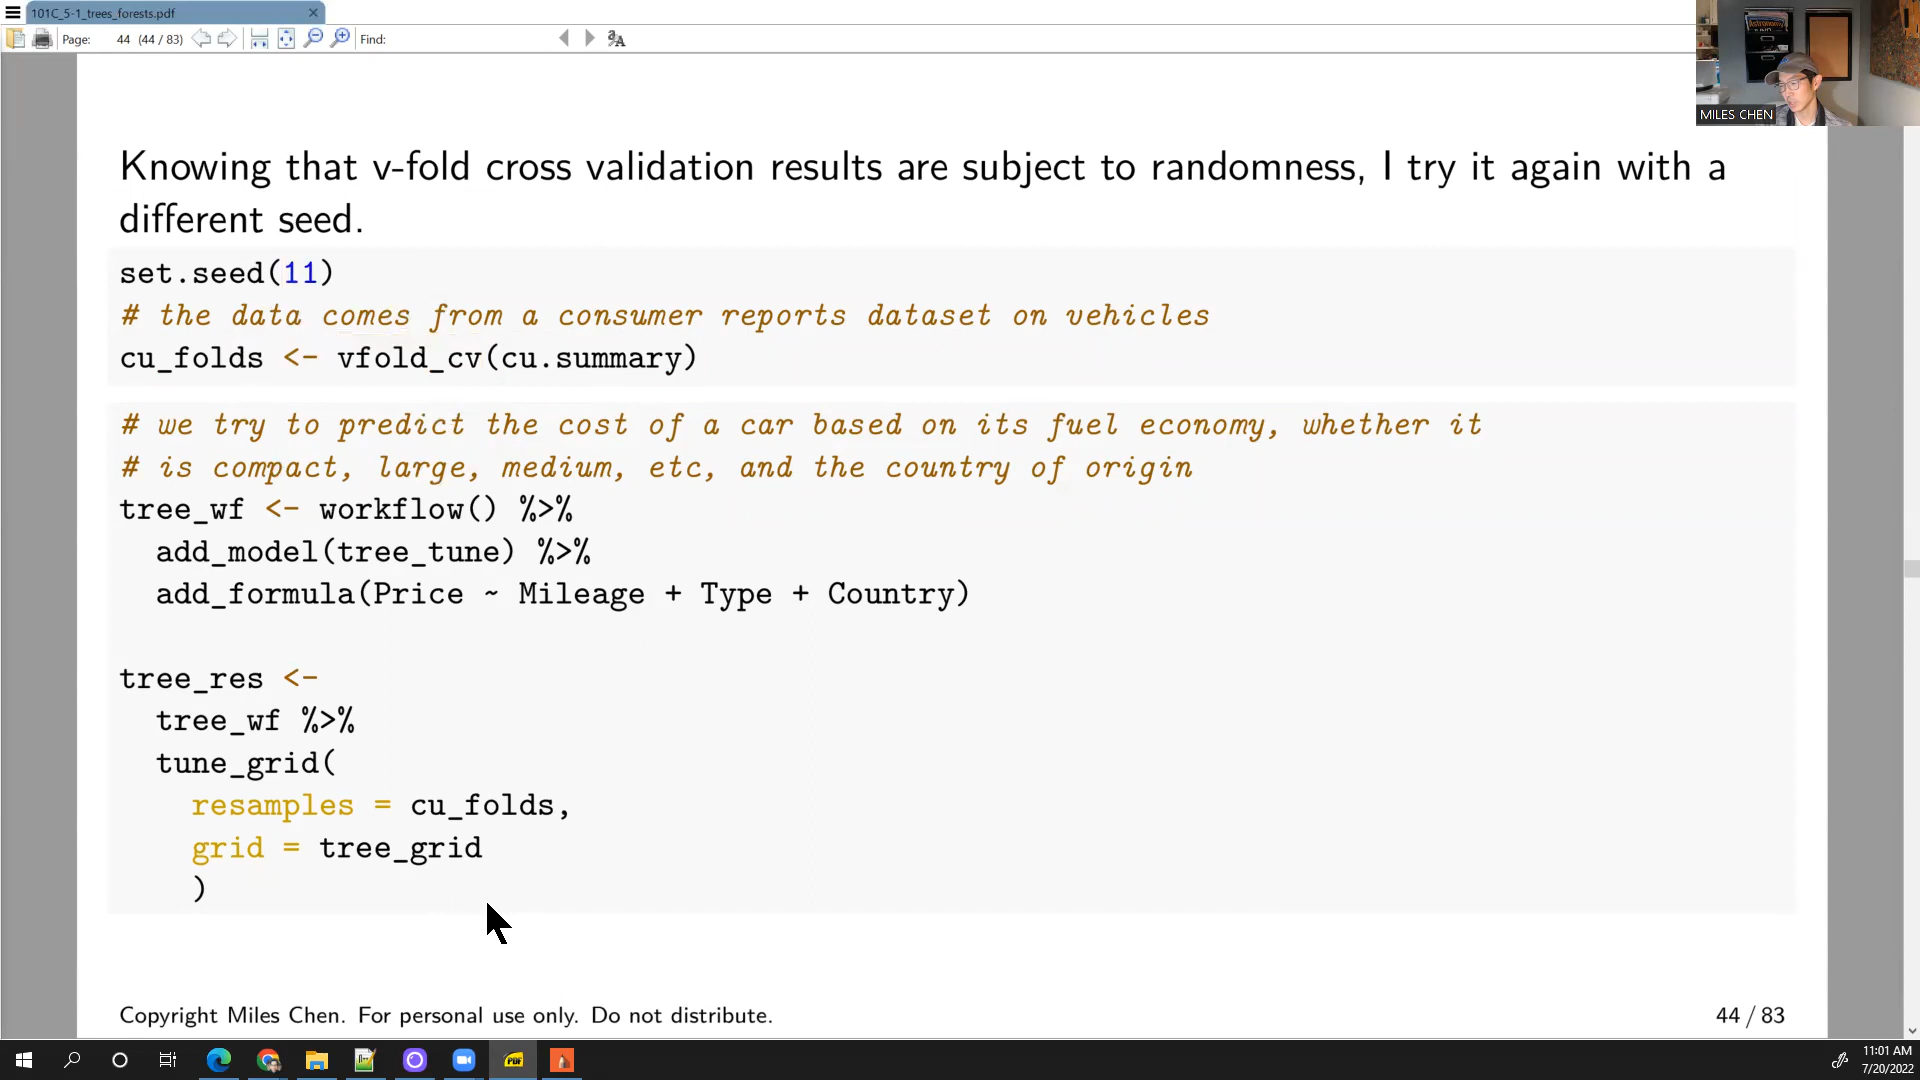 101C_5-1_trees_forests.pdf
Page: 44 (44 / 83) Find:
MILES CHEN
Knowing that v-fold cross validation results are subject to randomness, I try it again with a
different seed.
set.seed(11)
# the data comes from a consumer reports dataset on vehicles
cu_folds <- vfold_cv(cu.summary)
# we try to predict the cost of a car based on its fuel economy, whether it
# is compact, large, medium, etc, and the country of origin
tree_wf <- workflow() %>%
  add_model(tree_tune) %>%
  add_formula(Price ~ Mileage + Type + Country)
tree_res <-
  tree_wf %>%
  tune_grid(
    resamples = cu_folds,
    grid = tree_grid
    )
Copyright Miles Chen. For personal use only. Do not distribute.
44 / 83
PDF
11:01 AM
7/20/2022